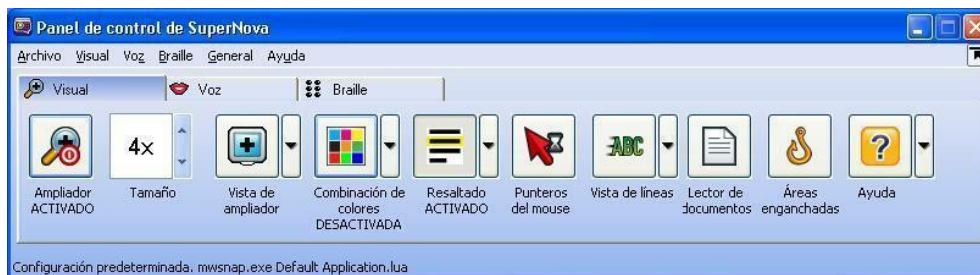 Panel de control de SuperNova
Archivo Visual Voz Braille General Ayuda
Visual Voz Braille
4x ABC ?
Ampliador Tamaño Vista de Combinación de Resaltado Punteros Vista de líneas Lector de Áreas Ayuda
ACTIVADO ampliador colores ACTIVADO del mouse documentos enganchadas
DESACTIVADA
Configuración predeterminada. mwsnap.exe Default Application.lua